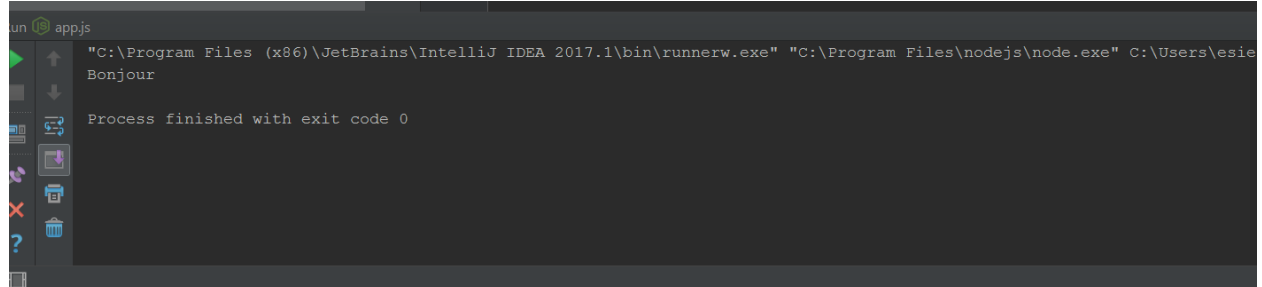 app.js
"C:\Program Files (x86)\JetBrains\IntelliJ IDEA 2017.1\bin\runnerw.exe" "C:\Program Files\nodejs\node.exe" C:\Users\esie
Bonjour
Process finished with exit code 0